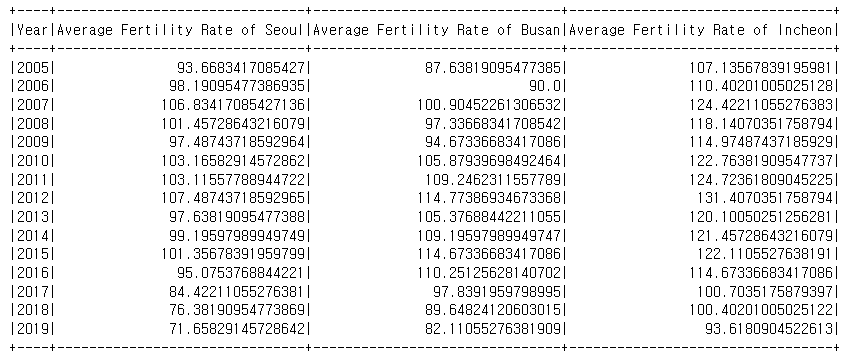 +----+-----------------------------+-----------------------------+-------------------------------+
|Year|Average Fertility Rate of Seoul|Average Fertility Rate of Busan|Average Fertility Rate of Incheon|
+----+-----------------------------+-----------------------------+-------------------------------+
|2005| 93.6683417085427| 87.63819095477385| 107.13567839195981|
|2006| 98.19095477386935| 90.0| 110.40201005025128|
|2007| 106.83417085427136| 100.90452261306532| 124.42211055276383|
|2008| 101.45728643216079| 97.33668341708542| 118.14070351758794|
|2009| 97.48743718592964| 94.67336683417086| 114.97487437185929|
|2010| 103.16582914572862| 105.87939698492464| 122.76381909547737|
|2011| 103.11557788944722| 109.2462311557789| 124.72361809045225|
|2012| 107.48743718592965| 114.77386934673368| 131.4070351758794|
|2013| 97.63819095477388| 105.37688442211055| 120.10050251256281|
|2014| 99.19597989949749| 109.19597989949747| 121.45728643216079|
|2015| 101.35678391959799| 114.67336683417086| 122.1105527638191|
|2016| 95.0753768844221| 110.25125628140702| 114.67336683417086|
|2017| 84.42211055276381| 97.8391959798995| 100.7035175879397|
|2018| 76.38190954773869| 89.64824120603015| 100.40201005025122|
|2019| 71.65829145728642| 82.11055276381909| 93.6180904522613|
+----+-----------------------------+-----------------------------+-------------------------------+